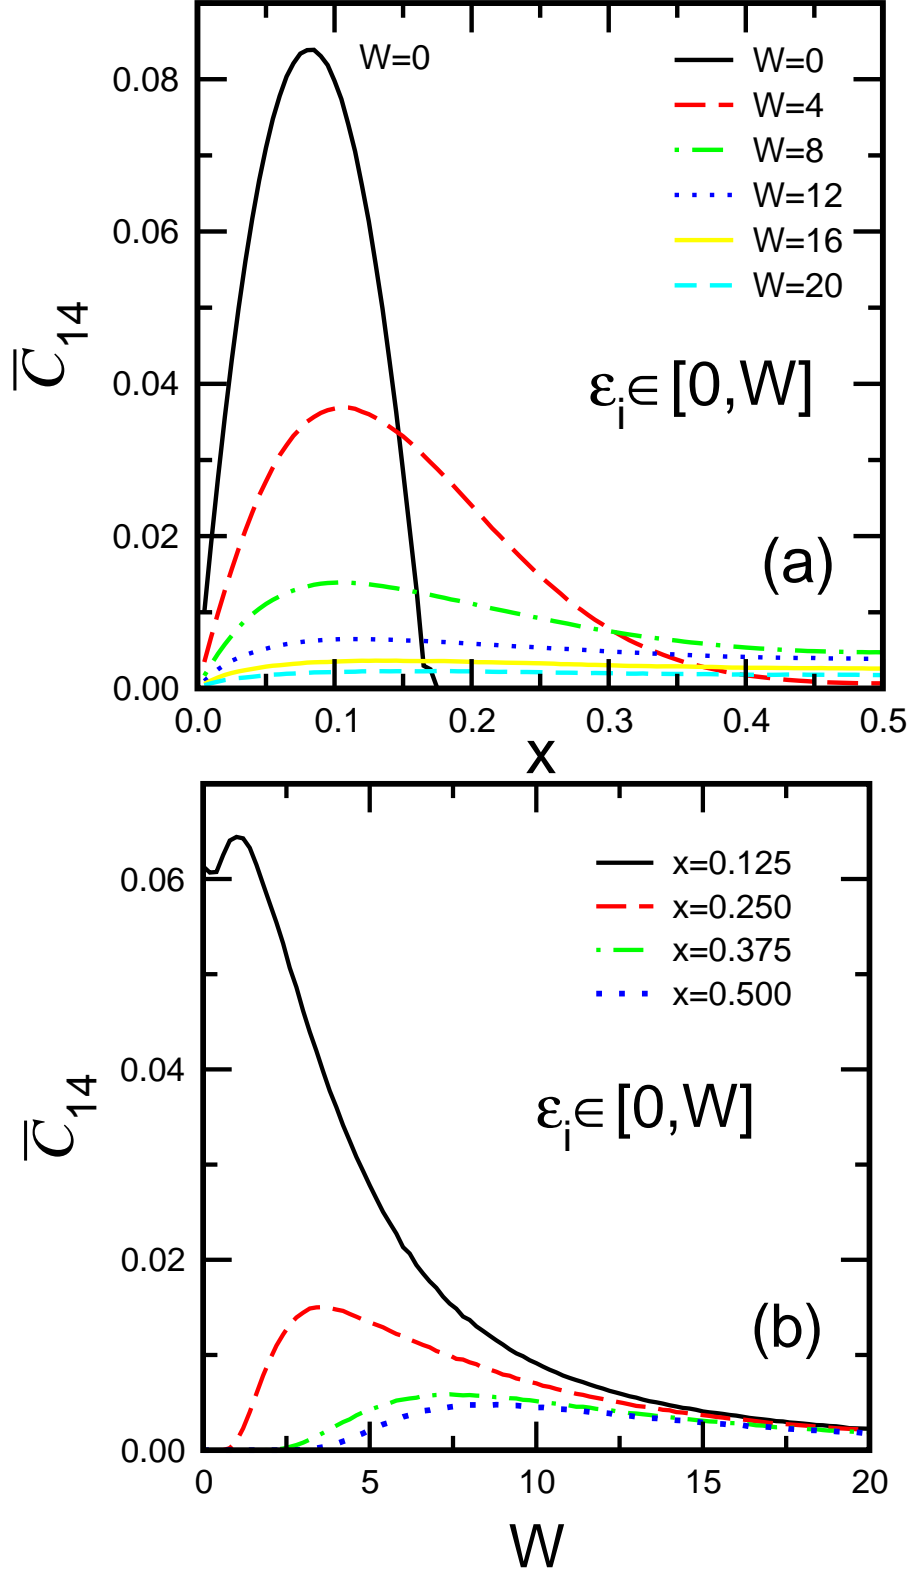 W=0
W=0
W=4
W=8
W=12
W=16
W=20
0.08
0.06
0.04
0.02
0.00
C̅₁₄
εᵢ∈[0,W]
(a)
0.0 0.1 0.2 0.3 0.4 0.5
x
x=0.125
x=0.250
x=0.375
x=0.500
0.06
0.04
0.02
0.00
C̅₁₄
εᵢ∈[0,W]
(b)
0 5 10 15 20
W